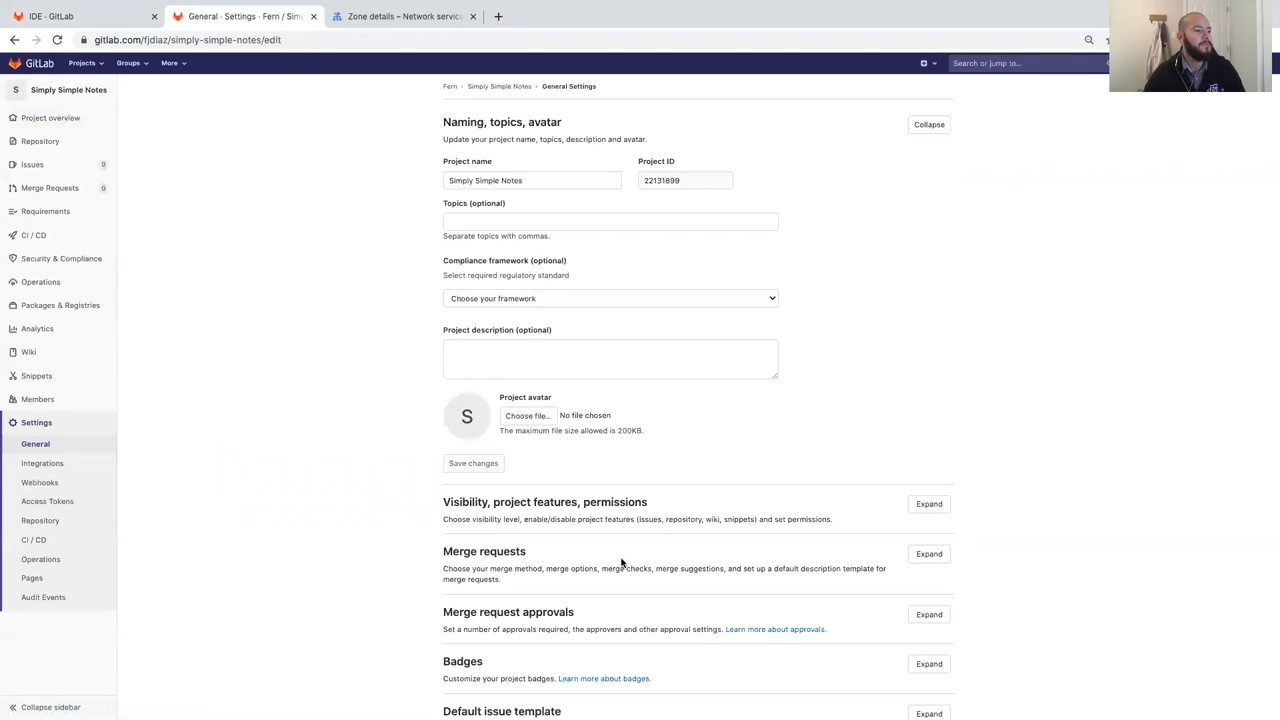 IDE · GitLab
General · Settings · Fern / Sim
Zone details – Network service
gitlab.com/fjdiaz/simply-simple-notes/edit
GitLab
Projects
Groups
More
Search or jump to...
S
Simply Simple Notes
Project overview
Repository
Issues
0
Merge Requests
0
Requirements
CI / CD
Security & Compliance
Operations
Packages & Registries
Analytics
Wiki
Snippets
Members
Settings
General
Integrations
Webhooks
Access Tokens
Repository
CI / CD
Operations
Pages
Audit Events
Collapse sidebar
Fern › Simply Simple Notes › General Settings
Naming, topics, avatar
Collapse
Update your project name, topics, description and avatar.
Project name
Project ID
Simply Simple Notes
22131899
Topics (optional)
Separate topics with commas.
Compliance framework (optional)
Select required regulatory standard
Choose your framework
Project description (optional)
S
Project avatar
Choose file...
No file chosen
The maximum file size allowed is 200KB.
Save changes
Visibility, project features, permissions
Expand
Choose visibility level, enable/disable project features (issues, repository, wiki, snippets) and set permissions.
Merge requests
Expand
Choose your merge method, merge options, merge checks, merge suggestions, and set up a default description template for
merge requests.
Merge request approvals
Expand
Set a number of approvals required, the approvers and other approval settings. Learn more about approvals.
Badges
Expand
Customize your project badges. Learn more about badges.
Default issue template
Expand